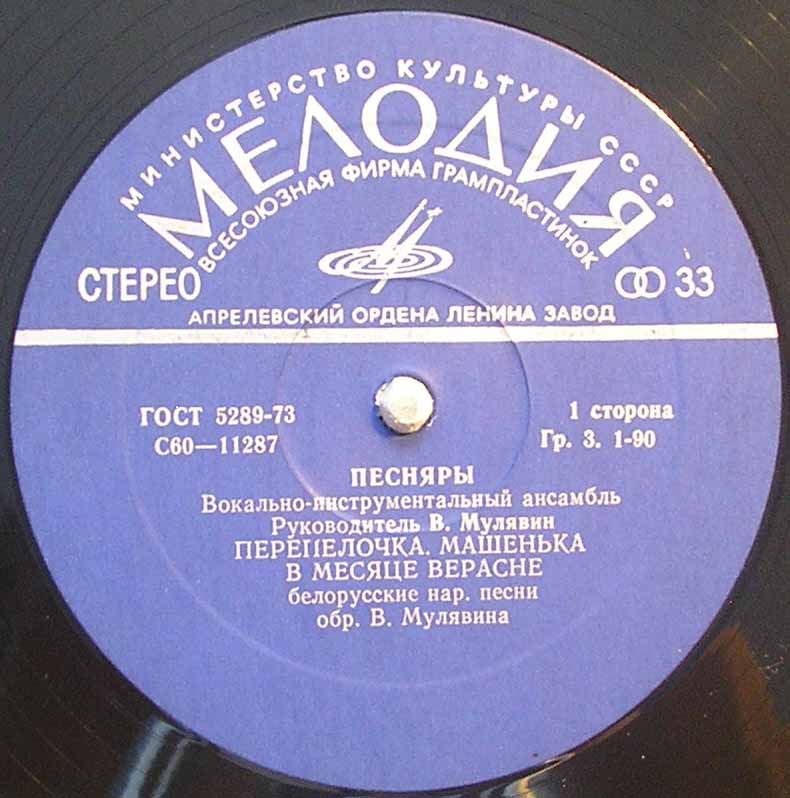 МИНИСТЕРСТВО КУЛЬТУРЫ СССР
МЕЛОДИЯ
ВСЕСОЮЗНАЯ ФИРМА ГРАМПЛАСТИНОК
СТЕРЕО 33
АПРЕЛЕВСКИЙ ОРДЕНА ЛЕНИНА ЗАВОД
ГОСТ 5289-73 1 сторона
С60—11287 Гр. 3. 1-90
ПЕСНЯРЫ
Вокально-инструментальный ансамбль
Руководитель В. Мулявин
ПЕРЕПЕЛОЧКА. МАШЕНЬКА
В МЕСЯЦЕ ВЕРАСНЕ
белорусские нар. песни
обр. В. Мулявина